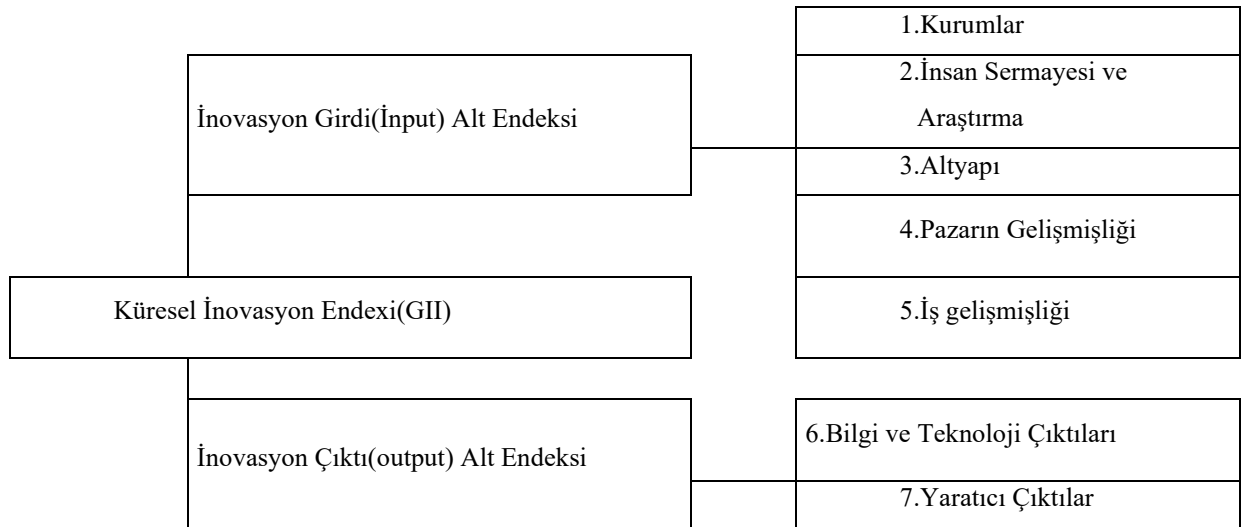 1.Kurumlar
İnovasyon Girdi(İnput) Alt Endeksi
2.İnsan Sermayesi ve
Araştırma
3.Altyapı
4.Pazarın Gelişmişliği
Küresel İnovasyon Endexi(GII)
5.İş gelişmişliği
İnovasyon Çıktı(output) Alt Endeksi
6.Bilgi ve Teknoloji Çıktıları
7.Yaratıcı Çıktılar